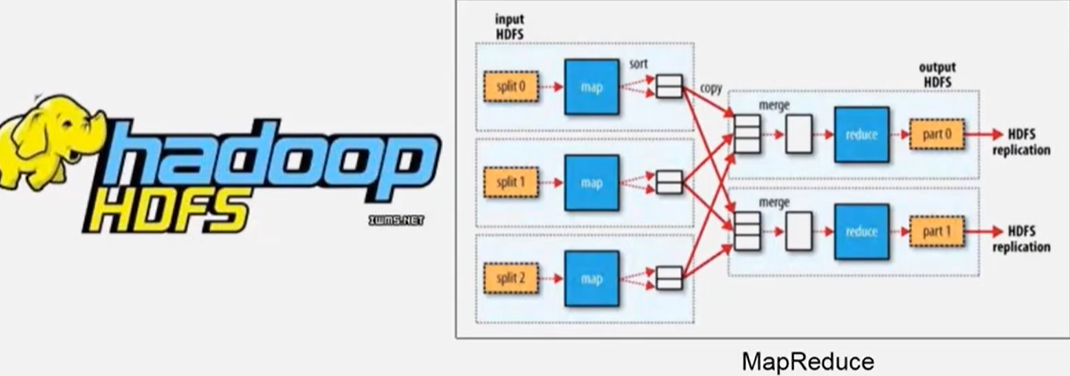 hadoop
HDFS
IWMS.NET
input
HDFS
split 0
map
sort
copy
split 1
map
split 2
map
merge
reduce
output
HDFS
part 0
HDFS
replication
merge
reduce
part 1
HDFS
replication
MapReduce